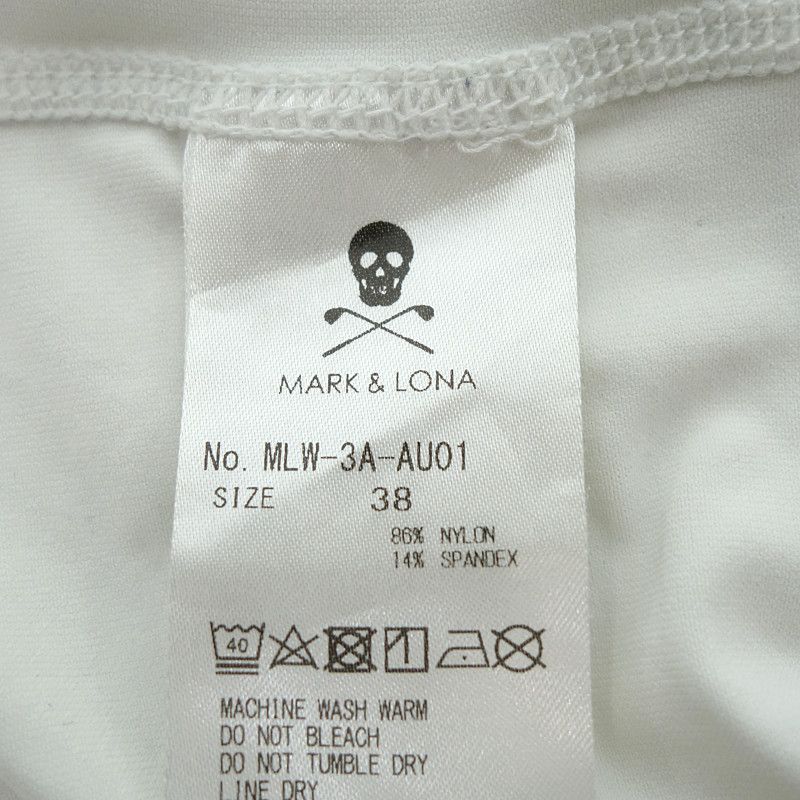 MARK & LONA
No. MLW-3A-AU01
SIZE 38
86% NYLON
14% SPANDEX
40
MACHINE WASH WARM
DO NOT BLEACH
DO NOT TUMBLE DRY
LINE DRY